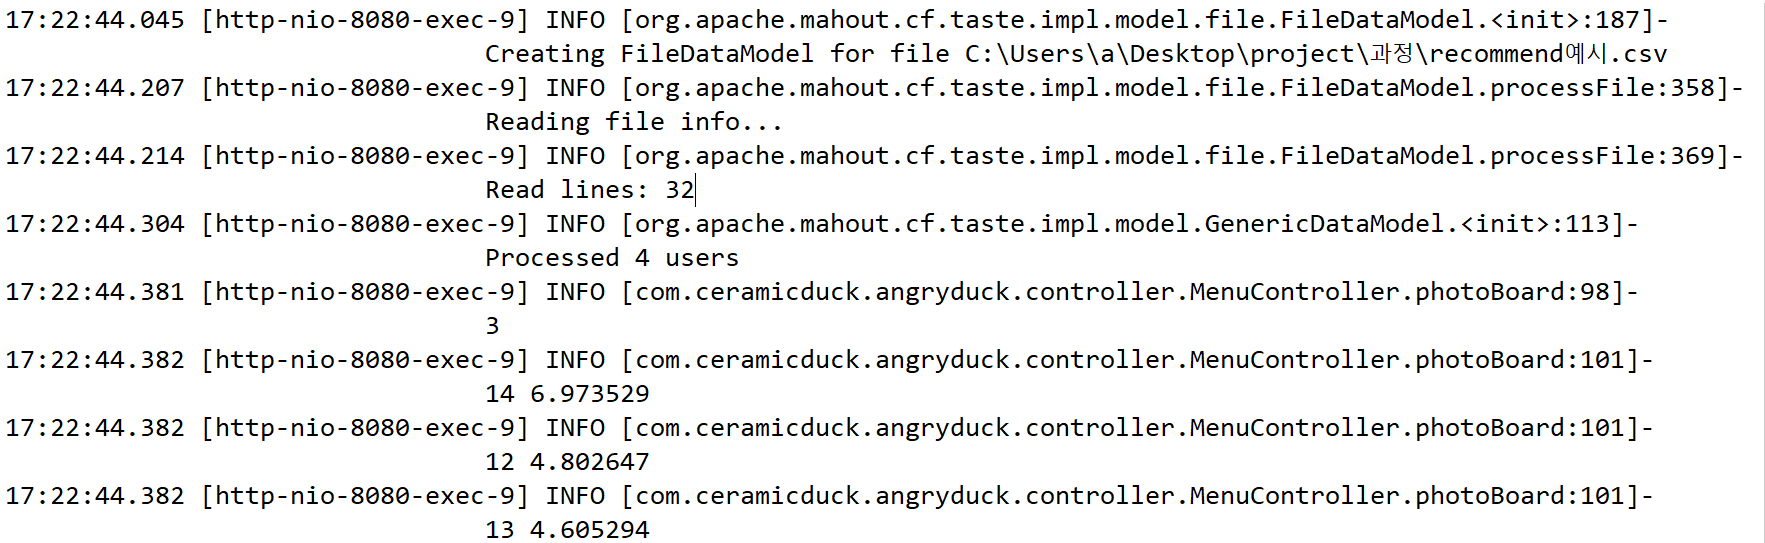 17:22:44.045 [http-nio-8080-exec-9] INFO [org.apache.mahout.cf.taste.impl.model.file.FileDataModel.<init>:187]-
Creating FileDataModel for file C:\Users\a\Desktop\project\과정\recommend예시.csv
17:22:44.207 [http-nio-8080-exec-9] INFO [org.apache.mahout.cf.taste.impl.model.file.FileDataModel.processFile:358]-
Reading file info...
17:22:44.214 [http-nio-8080-exec-9] INFO [org.apache.mahout.cf.taste.impl.model.file.FileDataModel.processFile:369]-
Read lines: 32
17:22:44.304 [http-nio-8080-exec-9] INFO [org.apache.mahout.cf.taste.impl.model.GenericDataModel.<init>:113]-
Processed 4 users
17:22:44.381 [http-nio-8080-exec-9] INFO [com.ceramicduck.angryduck.controller.MenuController.photoBoard:98]-
3
17:22:44.382 [http-nio-8080-exec-9] INFO [com.ceramicduck.angryduck.controller.MenuController.photoBoard:101]-
14 6.973529
17:22:44.382 [http-nio-8080-exec-9] INFO [com.ceramicduck.angryduck.controller.MenuController.photoBoard:101]-
12 4.802647
17:22:44.382 [http-nio-8080-exec-9] INFO [com.ceramicduck.angryduck.controller.MenuController.photoBoard:101]-
13 4.605294